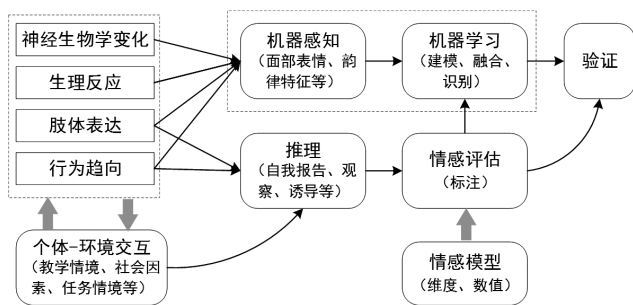 神经生物学变化
生理反应
肢体表达
行为趋向
个体-环境交互
(教学情境、社会因
素、任务情境等)
机器感知
(面部表情、韵
律特征等)
机器学习
(建模、融合、
识别)
验证
推理
(自我报告、观
察、诱导等)
情感评估
(标注)
情感模型
(维度、数值)